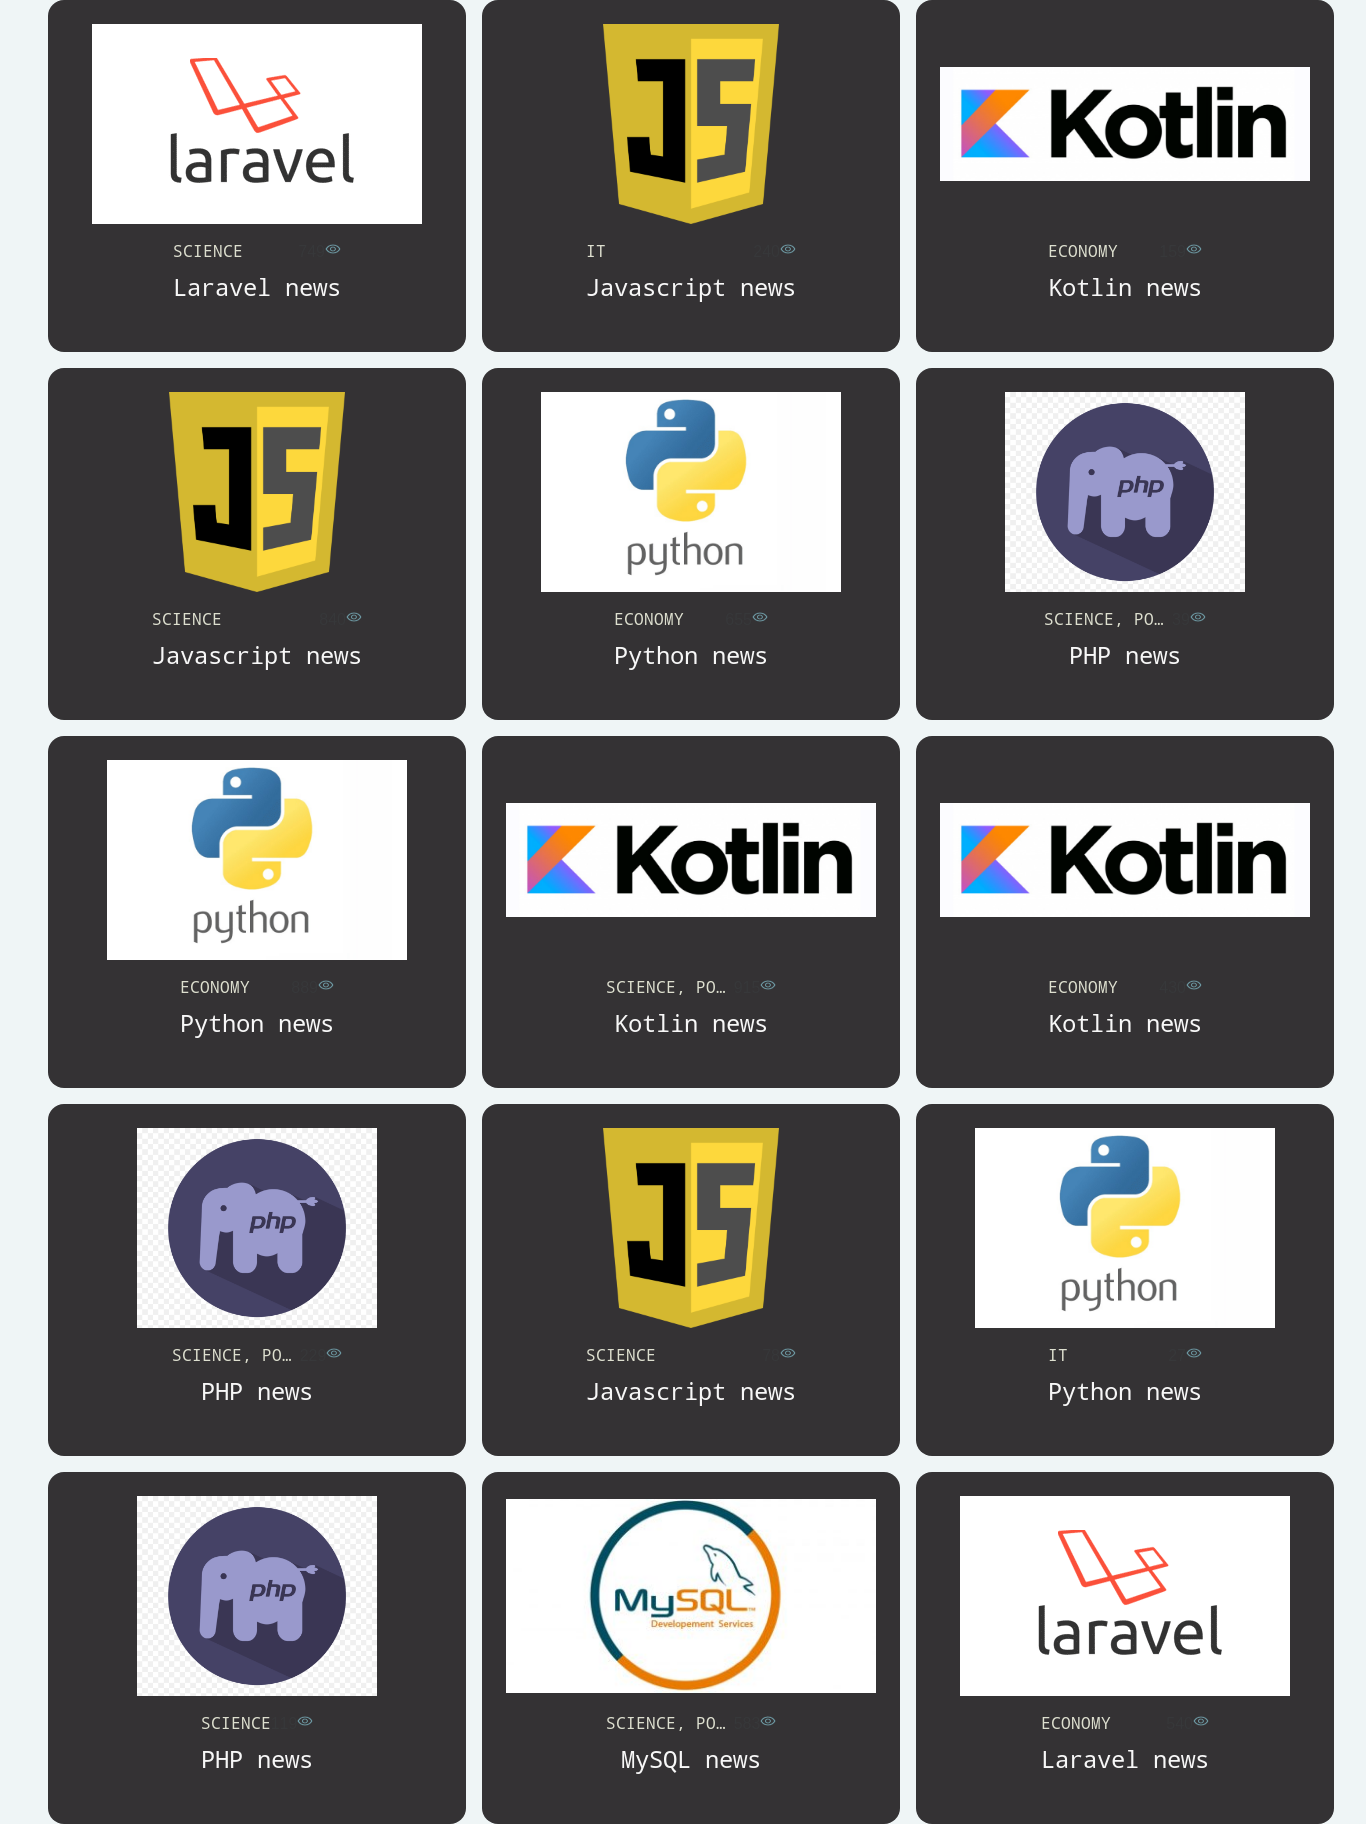 laravel
SCIENCE
Laravel news
JS
IT
Javascript news
Kotlin
ECONOMY
Kotlin news
JS
SCIENCE
Javascript news
python
ECONOMY
Python news
php
SCIENCE, PO…
PHP news
python
ECONOMY
Python news
Kotlin
SCIENCE, PO…
Kotlin news
Kotlin
ECONOMY
Kotlin news
php
SCIENCE, PO…
PHP news
JS
SCIENCE
Javascript news
python
IT
Python news
php
SCIENCE
PHP news
MySQL
Developement Services
SCIENCE, PO…
MySQL news
laravel
ECONOMY
Laravel news